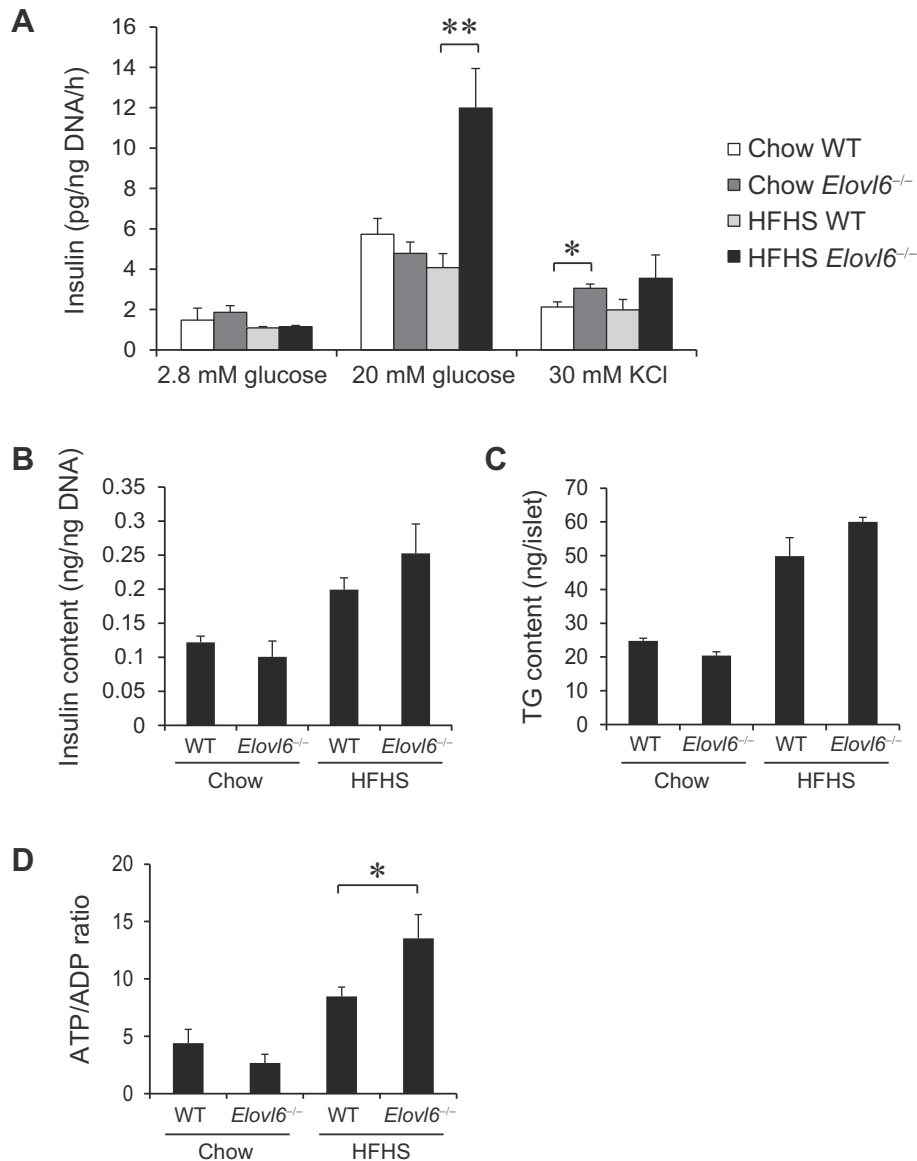 A
Insulin (pg/ng DNA/h)
16
14
12
10
8
6
4
2
0
**
*
2.8 mM glucose
20 mM glucose
30 mM KCl
Chow WT
Chow Elovl6–/–
HFHS WT
HFHS Elovl6–/–
B
Insulin content (ng/ng DNA)
0.35
0.3
0.25
0.2
0.15
0.1
0.05
0
WT Elovl6–/– WT Elovl6–/–
Chow HFHS
C
TG content (ng/islet)
70
60
50
40
30
20
10
0
WT Elovl6–/– WT Elovl6–/–
Chow HFHS
D
ATP/ADP ratio
20
15
10
5
0
*
WT Elovl6–/– WT Elovl6–/–
Chow HFHS